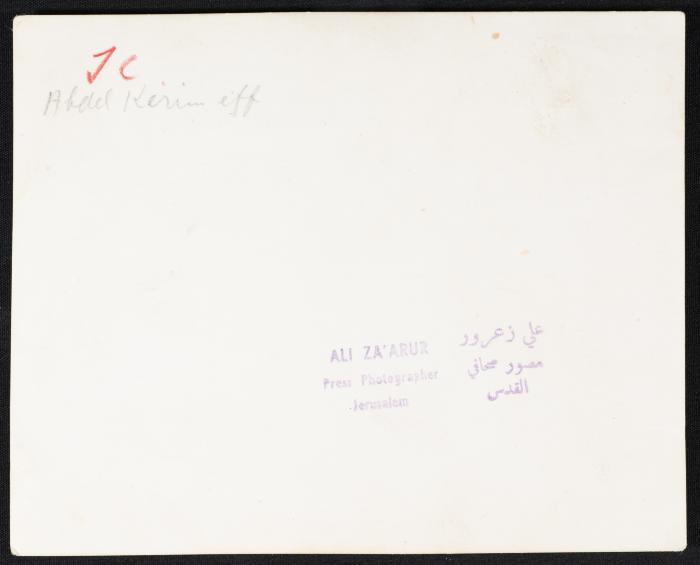 JC
Abdel Kerim eff
ALI ZA'ARUR
Press Photographer
Jerusalem
علي زعرور
مصور صحافي
القدس